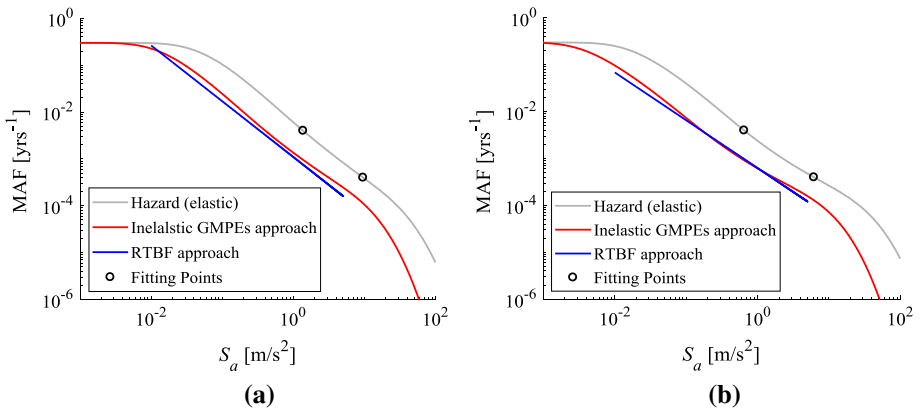 10^0
10^-2
10^-4
10^-6
MAF [yrs^-1]
Hazard (elastic)
Inelalstic GMPEs approach
RTBF approach
Fitting Points
10^-2
10^0
10^2
S_a [m/s^2]
(a)
10^0
10^-2
10^-4
10^-6
MAF [yrs^-1]
Hazard (elastic)
Inelastic GMPEs approach
RTBF approach
Fitting Points
10^-2
10^0
10^2
S_a [m/s^2]
(b)